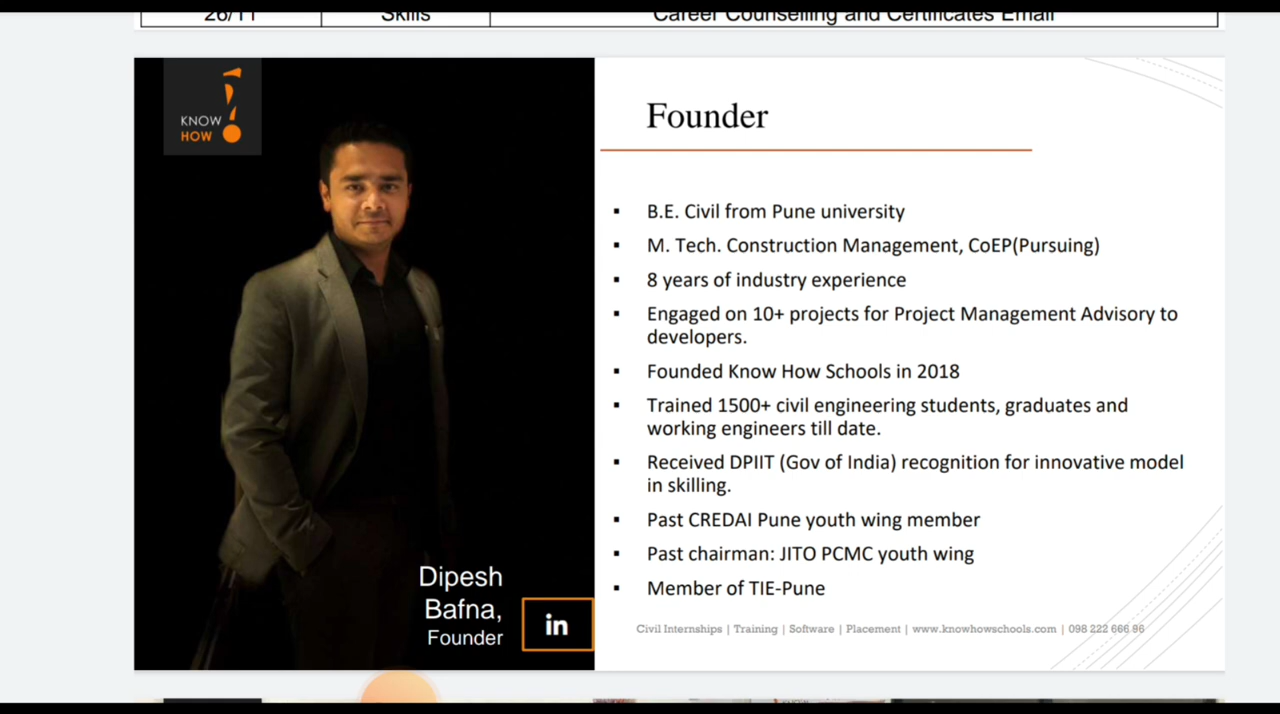 26/11 Skills Career Counselling and Certificates Email
KNOW
HOW
Founder
▪ B.E. Civil from Pune university
▪ M. Tech. Construction Management, CoEP(Pursuing)
▪ 8 years of industry experience
▪ Engaged on 10+ projects for Project Management Advisory to
developers.
▪ Founded Know How Schools in 2018
▪ Trained 1500+ civil engineering students, graduates and
working engineers till date.
▪ Received DPIIT (Gov of India) recognition for innovative model
in skilling.
▪ Past CREDAI Pune youth wing member
▪ Past chairman: JITO PCMC youth wing
▪ Member of TIE-Pune
Dipesh
Bafna,
Founder
in
Civil Internships | Training | Software | Placement | www.knowhowschools.com | 098 222 666 96